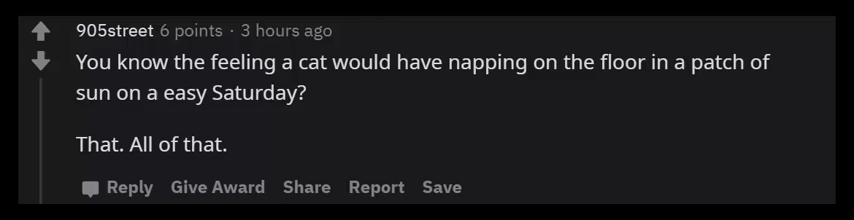 905street 6 points · 3 hours ago
You know the feeling a cat would have napping on the floor in a patch of
sun on a easy Saturday?
That. All of that.
Reply Give Award Share Report Save